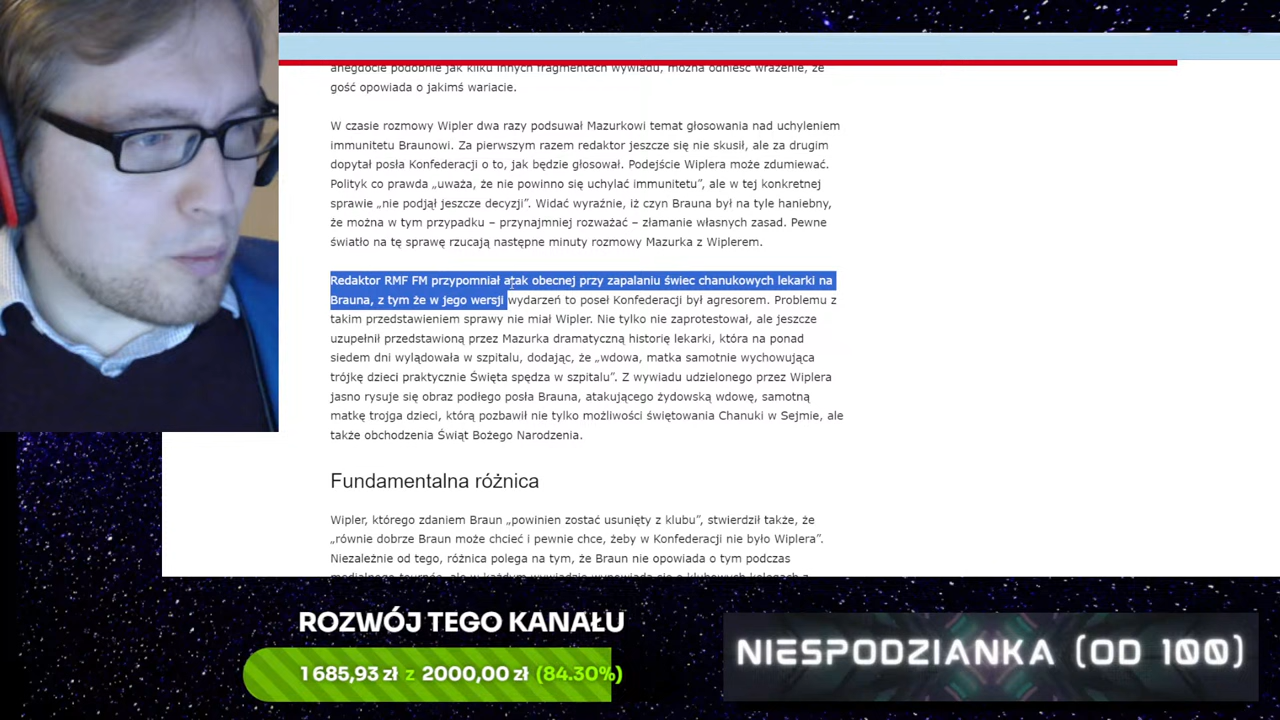 anegdocie podobnie jak kilku innych fragmentach wywiadu, można odnieść wrażenie, że
gość opowiada o jakimś wariacie.
W czasie rozmowy Wipler dwa razy podsuwał Mazurkowi temat głosowania nad uchyleniem
immunitetu Braunowi. Za pierwszym razem redaktor jeszcze się nie skusił, ale za drugim
dopytał posła Konfederacji o to, jak będzie głosował. Podejście Wiplera może zdumiewać.
Polityk co prawda „uważa, że nie powinno się uchylać immunitetu”, ale w tej konkretnej
sprawie „nie podjął jeszcze decyzji”. Widać wyraźnie, iż czyn Brauna był na tyle haniebny,
że można w tym przypadku – przynajmniej rozważać – złamanie własnych zasad. Pewne
światło na tę sprawę rzucają następne minuty rozmowy Mazurka z Wiplerem.
Redaktor RMF FM przypomniał atak obecnej przy zapalaniu świec chanukowych lekarki na
Brauna, z tym że w jego wersji wydarzeń to poseł Konfederacji był agresorem. Problemu z
takim przedstawieniem sprawy nie miał Wipler. Nie tylko nie zaprotestował, ale jeszcze
uzupełnił przedstawioną przez Mazurka dramatyczną historię lekarki, która na ponad
siedem dni wylądowała w szpitalu, dodając, że „wdowa, matka samotnie wychowująca
trójkę dzieci praktycznie Święta spędza w szpitalu”. Z wywiadu udzielonego przez Wiplera
jasno rysuje się obraz podłego posła Brauna, atakującego żydowską wdowę, samotną
matkę trojga dzieci, którą pozbawił nie tylko możliwości świętowania Chanuki w Sejmie, ale
także obchodzenia Świąt Bożego Narodzenia.
Fundamentalna różnica
Wipler, którego zdaniem Braun „powinien zostać usunięty z klubu”, stwierdził także, że
„równie dobrze Braun może chcieć i pewnie chce, żeby w Konfederacji nie było Wiplera”.
Niezależnie od tego, różnica polega na tym, że Braun nie opowiada o tym podczas
ROZWÓJ TEGO KANAŁU
1 685,93 zł z 2000,00 zł (84.30%)
NIESPODZIANKA (OD 100)